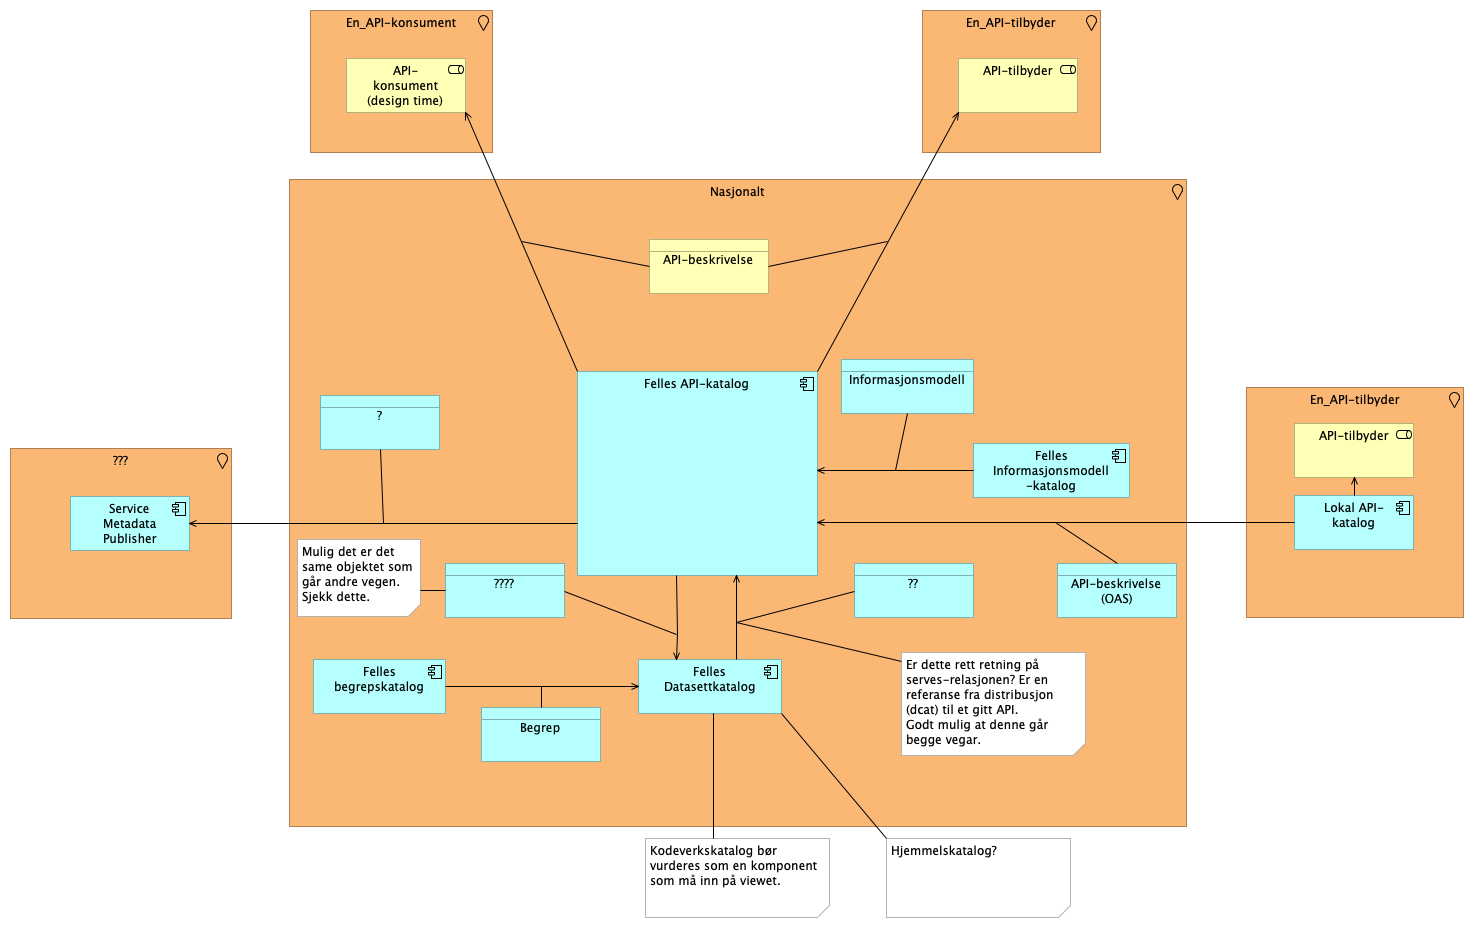 En_API-konsument
API-
konsument
(design time)
En_API-tilbyder
API-tilbyder
Nasjonalt
API-beskrivelse
Felles API-katalog
Informasjonsmodell
?
Felles
Informasjonsmodell
-katalog
En_API-tilbyder
API-tilbyder
Lokal API-
katalog
???
Service
Metadata
Publisher
Mulig det er det
same objektet som
går andre vegen.
Sjekk dette.
????
??
API-beskrivelse
(OAS)
Felles
begrepskatalog
Felles
Datasettkatalog
Begrep
Er dette rett retning på
serves-relasjonen? Er en
referanse fra distribusjon
(dcat) til et gitt API.
Godt mulig at denne går
begge vegar.
Kodeverkskatalog bør
vurderes som en komponent
som må inn på viewet.
Hjemmelskatalog?